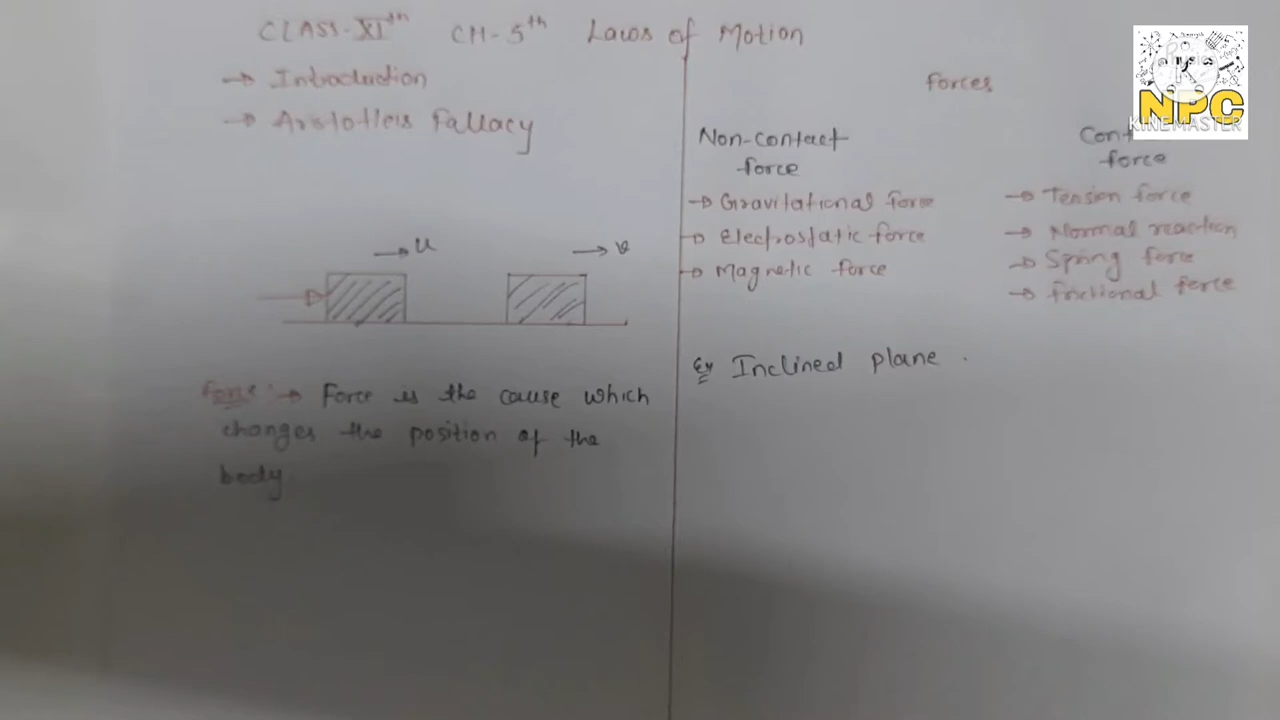 CLASS-XIth CH-5th Laws of Motion
→ Introduction
→ Aristotle's Fallacy
→ u → v
Force :→ Force is the cause which
changes the position of the
body
Forces
Non-contact
force
→ Gravitational force
→ Electrostatic force
→ Magnetic force
force
→ Tension force
→ Normal reaction
→ Spring force
→ frictional force
Ex Inclined plane .
Physics
NPC
KINEMASTER